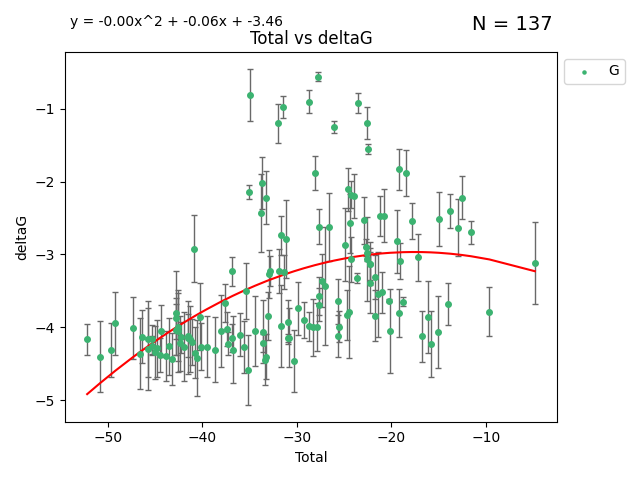 y = -0.00x^2 + -0.06x + -3.46
N = 137
Total vs deltaG
G
−1
−2
−3
−4
−5
deltaG
−50 −40 −30 −20 −10
Total